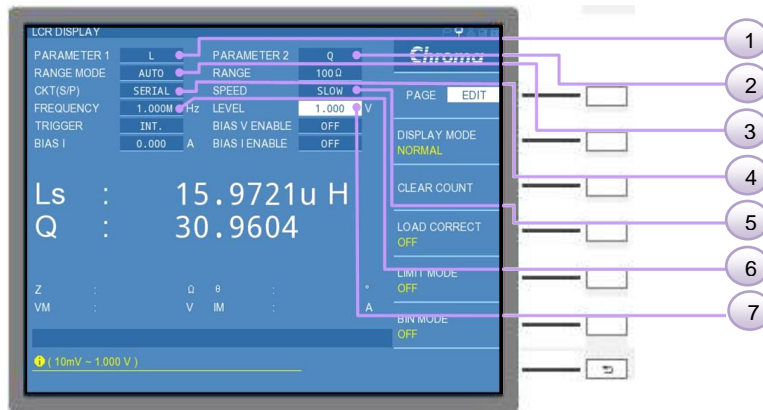 LCR DISPLAY
Chroma
PARAMETER 1 L PARAMETER 2 Q
RANGE MODE AUTO RANGE 100 Ω
CKT(S/P) SERIAL SPEED SLOW
FREQUENCY 1.000M Hz LEVEL 1.000 V
TRIGGER INT. BIAS V ENABLE OFF
BIAS I 0.000 A BIAS I ENABLE OFF
Ls : 15.9721u H
Q : 30.9604
Z : Ω θ : °
VM : V IM : A
( 10mV ~ 1.000 V )
PAGE EDIT
DISPLAY MODE
NORMAL
CLEAR COUNT
LOAD CORRECT
OFF
LIMIT MODE
OFF
BIN MODE
OFF
1
2
3
4
5
6
7